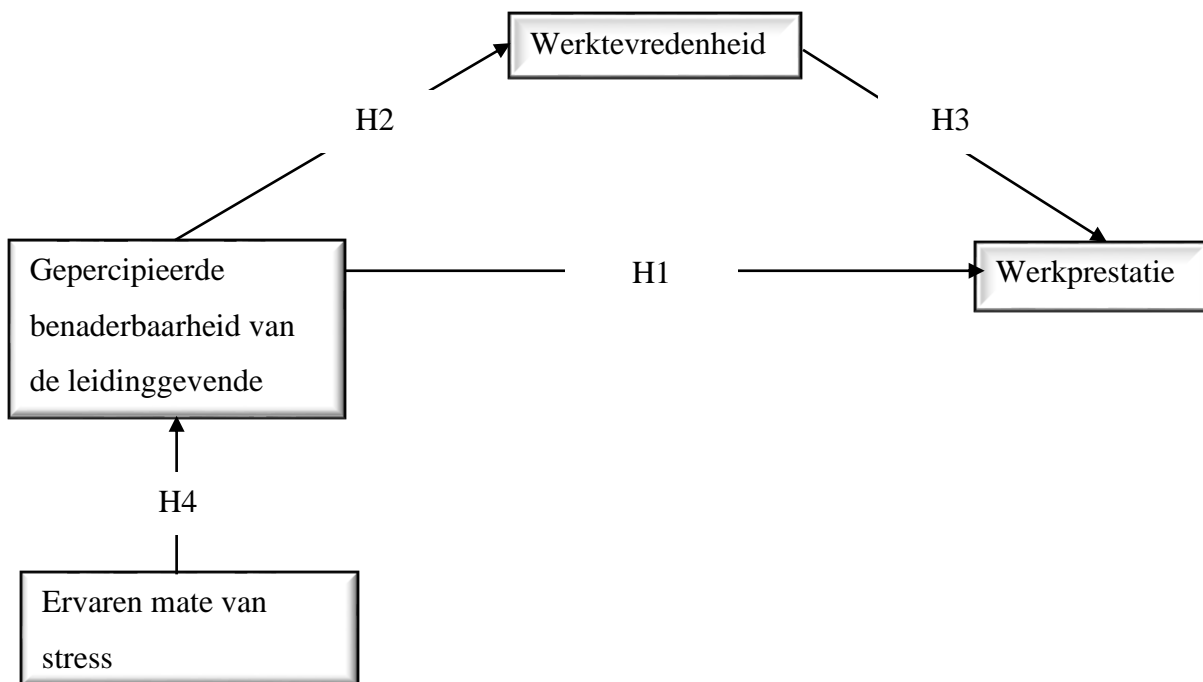 Werktevredenheid
H2
H3
Gepercipieerde
benaderbaarheid van
de leidinggevende
H1
Werkprestatie
H4
Ervaren mate van
stress